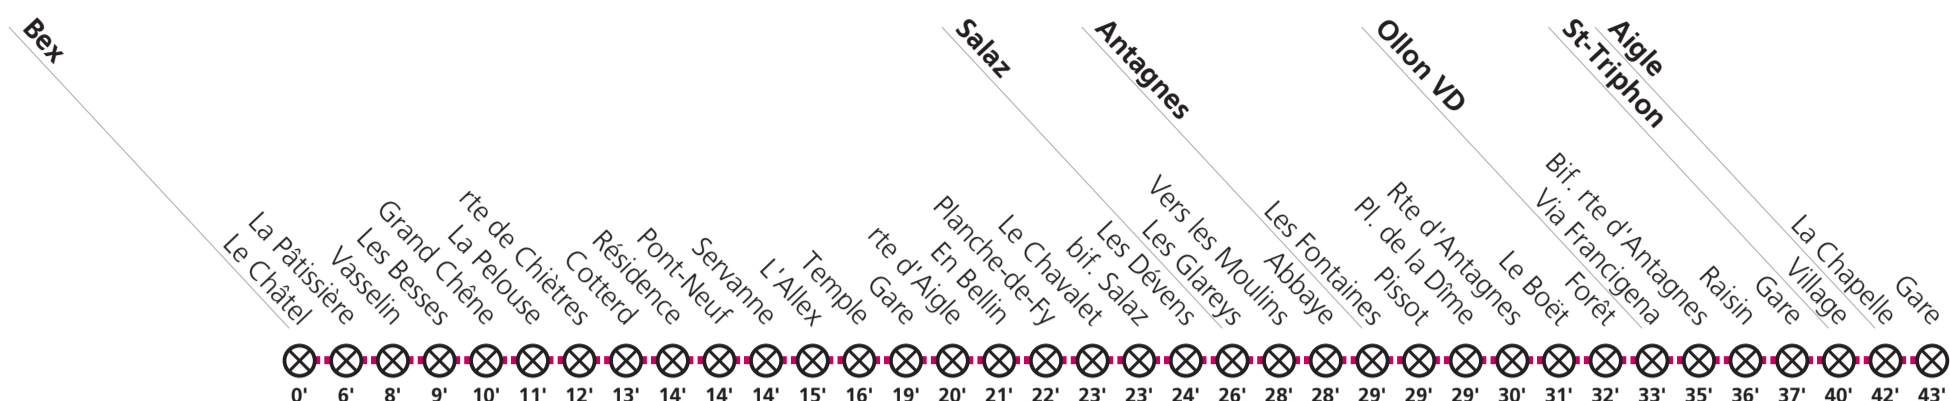 Bex
Salaz
Antagnes
Ollon VD
St-Triphon
Aigle
Le Châtel
La Pâtissière
Vasselin
Les Besses
Grand Chêne
La Pelouse
rte de Chiètres
Cotterd
Résidence
Pont-Neuf
Servanne
L'Allex
Temple
Gare
rte d'Aigle
En Bellin
Planche-de-Fy
Le Chavalet
bif. Salaz
Les Dévens
Les Glareys
Vers les Moulins
Abbaye
Les Fontaines
Pissot
Pl. de la Dîme
Rte d'Antagnes
Le Boët
Forêt
Via Francigena
Bif. rte d'Antagnes
Raisin
Gare
Village
La Chapelle
Gare
0' 6' 8' 9' 10' 11' 12' 13' 14' 14' 14' 15' 16' 19' 20' 21' 22' 23' 23' 24' 26' 28' 28' 29' 29' 29' 30' 31' 32' 33' 35' 36' 37' 40' 42' 43'